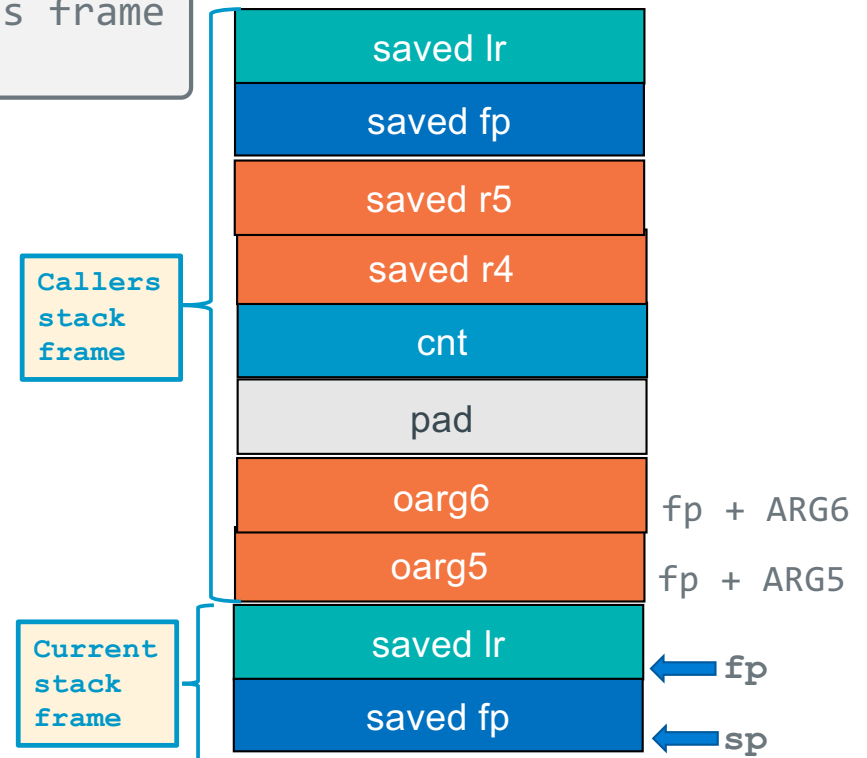 s frame
saved lr
saved fp
saved r5
saved r4
Callers
stack
frame
cnt
pad
oarg6
fp + ARG6
oarg5
fp + ARG5
Current
stack
frame
saved lr
fp
saved fp
sp